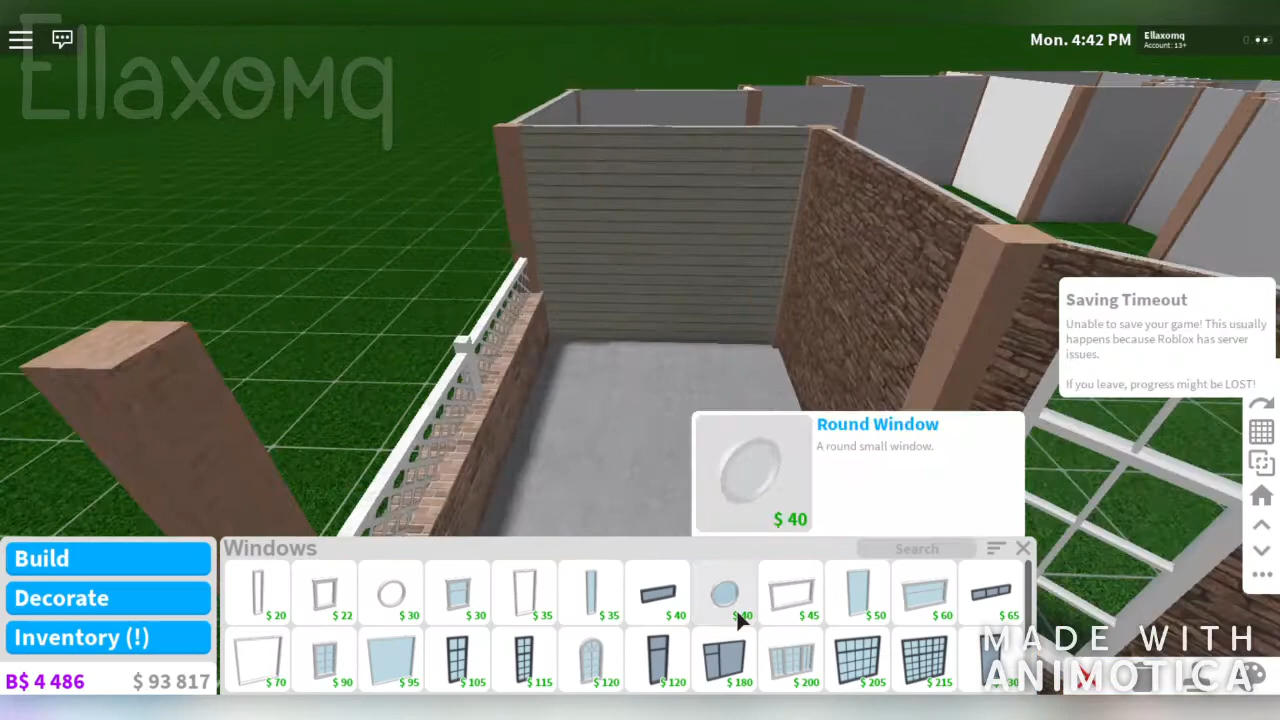 Ellaxomq
Mon. 4:42 PM
Ellaxomq
Account: 13+
Saving Timeout
Unable to save your game! This usually
happens because Roblox has server
issues.
If you leave, progress might be LOST!
Round Window
A round small window.
$ 40
Build
Decorate
Inventory (!)
B$ 4 486
$ 93 817
Windows
Search
$ 20
$ 22
$ 30
$ 30
$ 35
$ 35
$ 40
$ 40
$ 45
$ 50
$ 60
$ 65
$ 70
$ 90
$ 95
$ 105
$ 115
$ 120
$ 120
$ 180
$ 200
$ 205
$ 215
MADE WITH
ANIMOTICA